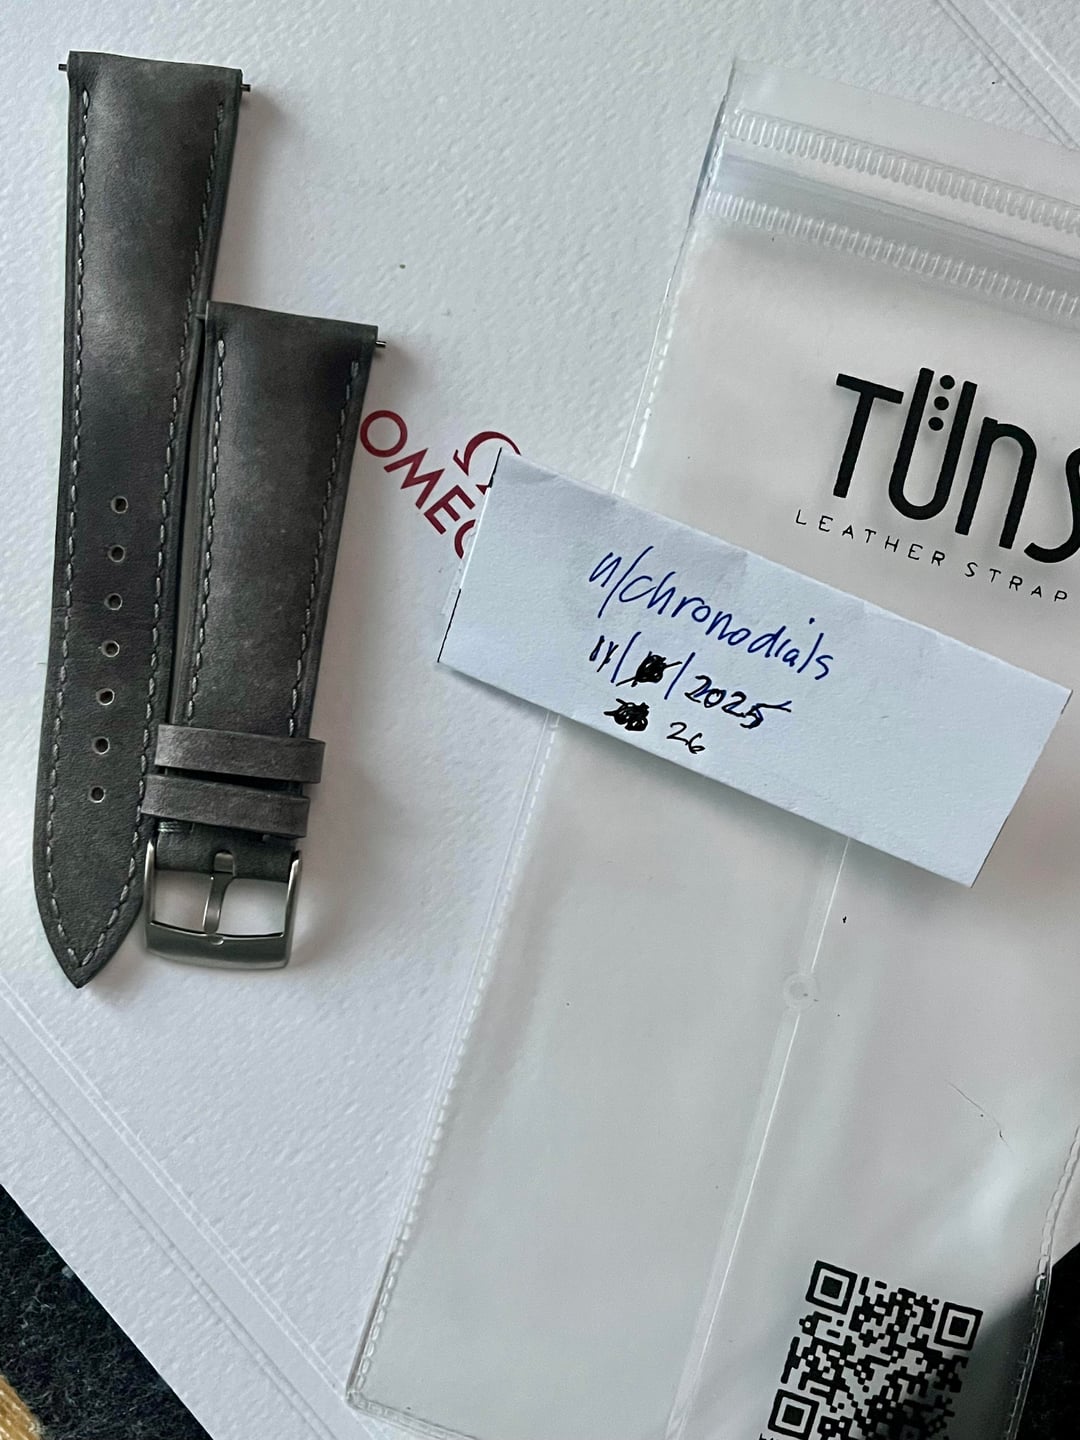 OMEG
TÜNS
LEATHER STRAP
u/chronodials
11/ /2025
26